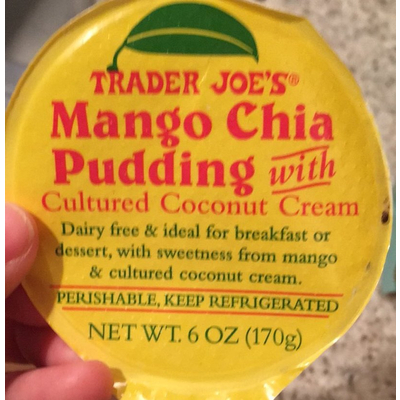 TRADER JOE'S®
Mango Chia
Pudding with
Cultured Coconut Cream
Dairy free & ideal for breakfast or
dessert, with sweetness from mango
& cultured coconut cream.
PERISHABLE, KEEP REFRIGERATED
NET WT. 6 OZ (170g)